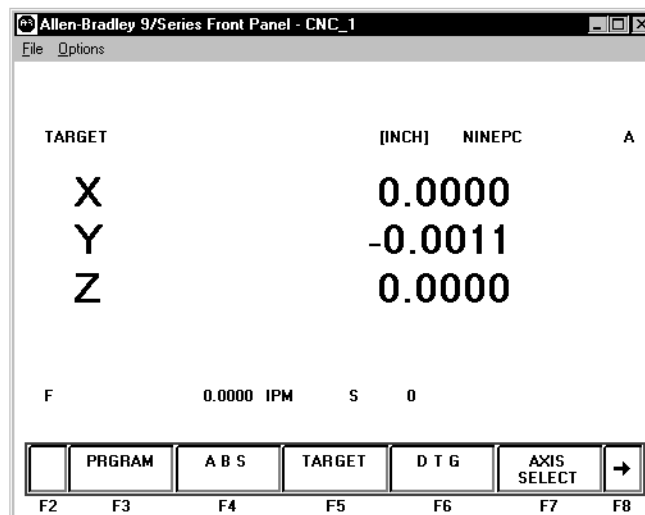 Allen-Bradley 9/Series Front Panel - CNC_1
File Options
TARGET [INCH] NINEPC A
X 0.0000
Y -0.0011
Z 0.0000
F 0.0000 IPM S 0
PRGRAM A B S TARGET D T G AXIS SELECT →
F2 F3 F4 F5 F6 F7 F8